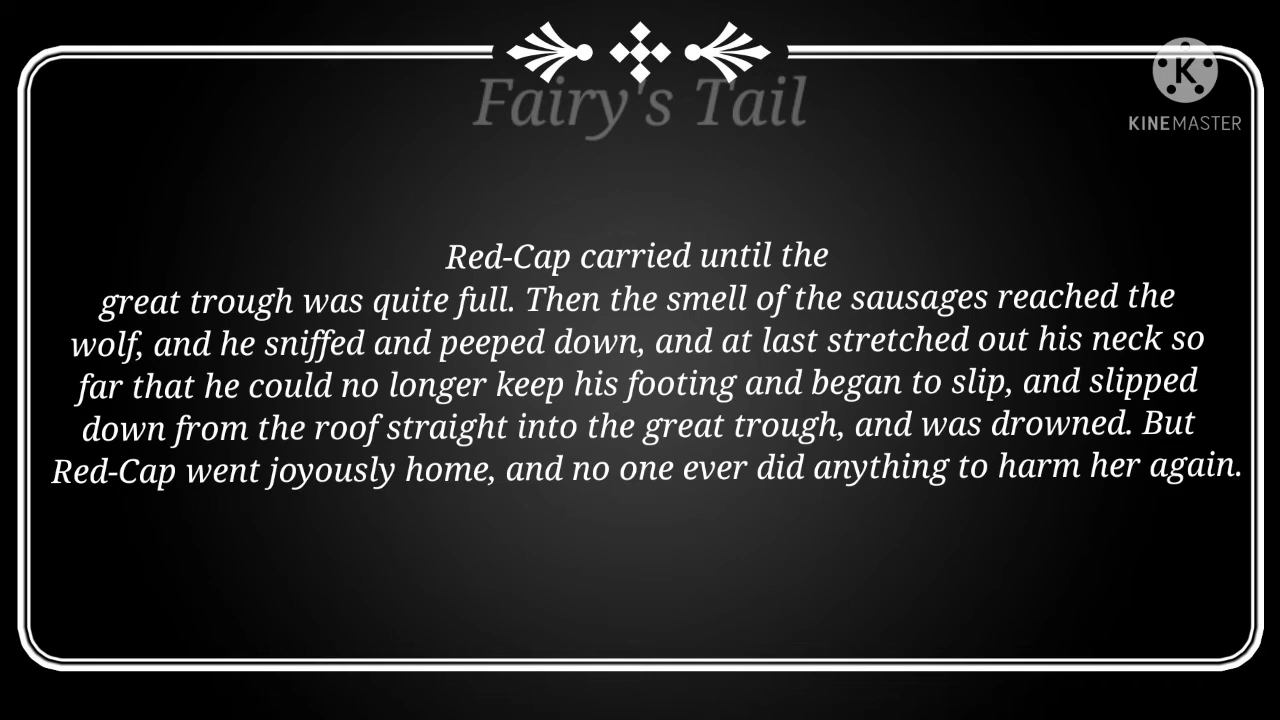 Fairy's Tail
K
KINEMASTER
Red-Cap carried until the
great trough was quite full. Then the smell of the sausages reached the
wolf, and he sniffed and peeped down, and at last stretched out his neck so
far that he could no longer keep his footing and began to slip, and slipped
down from the roof straight into the great trough, and was drowned. But
Red-Cap went joyously home, and no one ever did anything to harm her again.